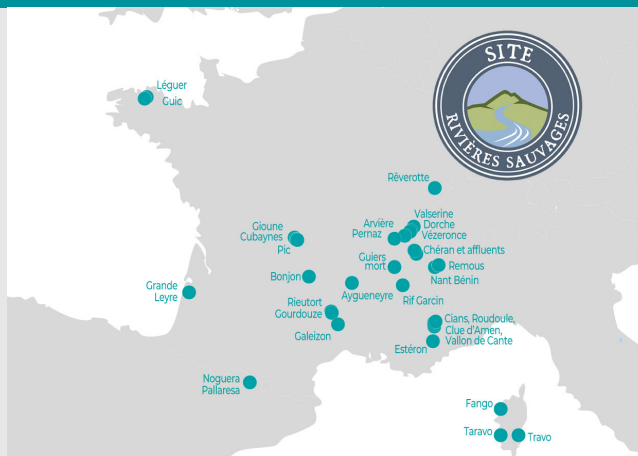 Léguer
Guic
SITE
RIVIÈRES SAUVAGES
Rêverotte
Valserine
Dorche
Vézeronce
Arvière
Pernaz
Gioune
Cubaynes
Pic
Chéran et affluents
Guiers
mort
Remous
Nant Bénin
Bonjon
Grande
Leyre
Aygueneyre
Rif Garcin
Rieutort
Gourdouze
Galeizon
Cians, Roudoule,
Clue d'Amen,
Vallon de Cante
Estéron
Noguera
Pallaresa
Fango
Taravo
Travo